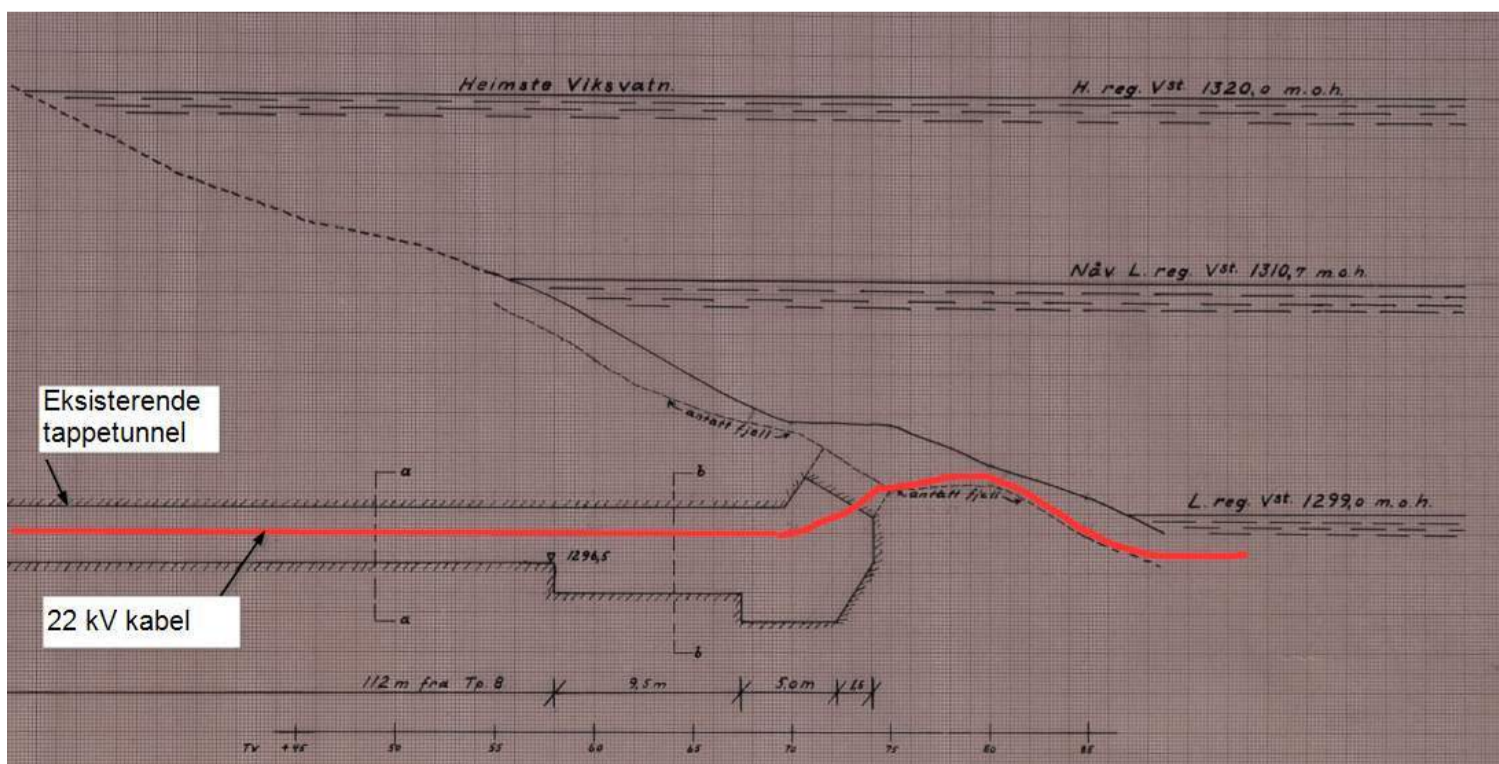 Heimste Viksvatn.
H. reg. Vst. 1320,0 m.o.h.
Nåv L. reg. Vst. 1310,7 m.o.h.
Eksisterende
tappetunnel
antatt fjell
a
b
antatt fjell
L. reg. Vst. 1299,0 m.o.h.
1296,5
22 kV kabel
a
b
112 m fra Tp. 8
9,5 m
5.0 m
TV +45 50 55 60 65 70 75 80 85